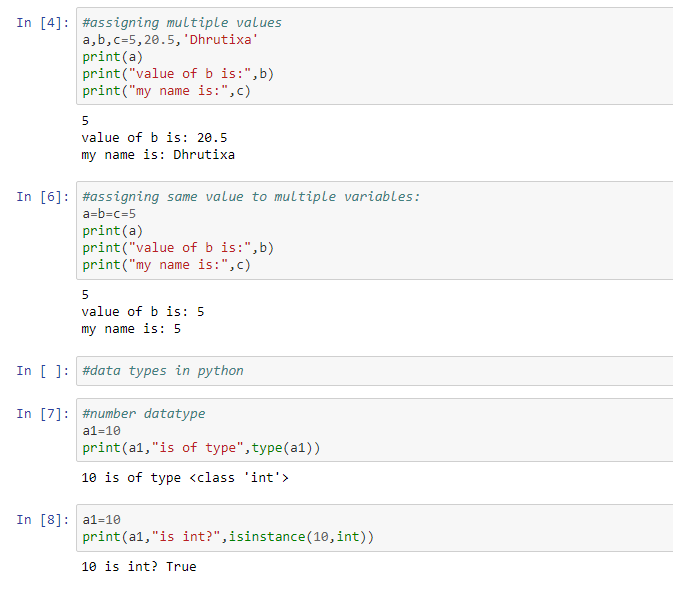 In [4]: #assigning multiple values
a,b,c=5,20.5,'Dhrutixa'
print(a)
print("value of b is:",b)
print("my name is:",c)
5
value of b is: 20.5
my name is: Dhrutixa
In [6]: #assigning same value to multiple variables:
a=b=c=5
print(a)
print("value of b is:",b)
print("my name is:",c)
5
value of b is: 5
my name is: 5
In [ ]: #data types in python
In [7]: #number datatype
a1=10
print(a1,"is of type",type(a1))
10 is of type <class 'int'>
In [8]: a1=10
print(a1,"is int?",isinstance(10,int))
10 is int? True